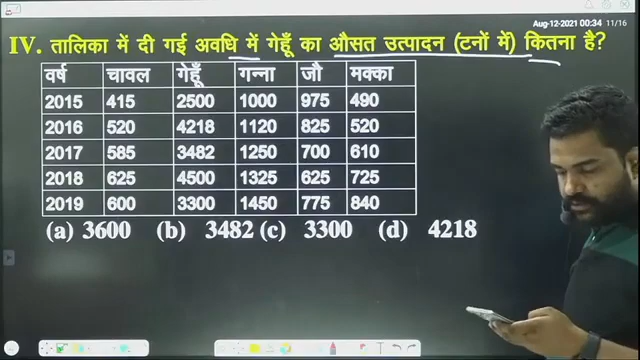 Aug-12-2021 00:34 11/16
IV. तालिका में दी गई अवधि में गेहूँ का औसत उत्पादन (टनों में) कितना है?
वर्ष चावल गेहूँ गन्ना जौ मक्का
2015 415 2500 1000 975 490
2016 520 4218 1120 825 520
2017 585 3482 1250 700 610
2018 625 4500 1325 625 725
2019 600 3300 1450 775 840
(a) 3600 (b) 3482 (c) 3300 (d) 4218